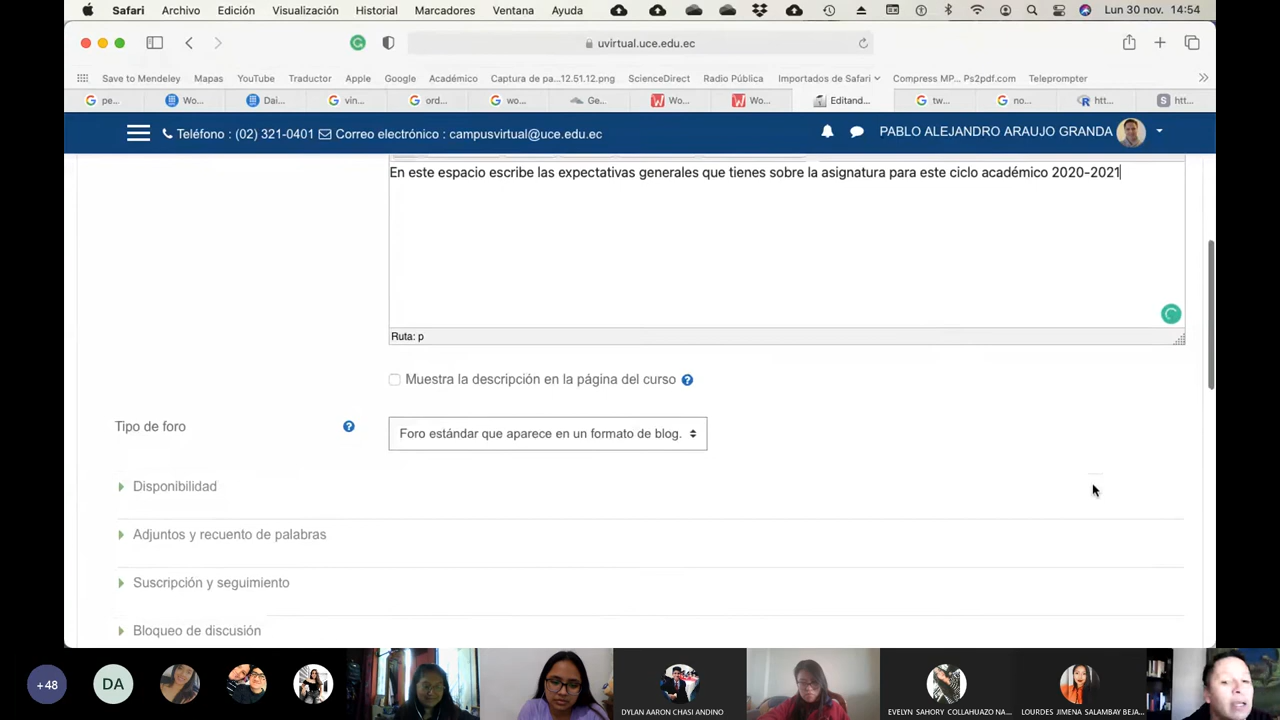 Safari Archivo Edición Visualización Historial Marcadores Ventana Ayuda Lun 30 nov. 14:54
uvirtual.uce.edu.ec
Save to Mendeley Mapas YouTube Traductor Apple Google Académico Captura de pa...12.51.12.png ScienceDirect Radio Pública Importados de Safari Compress MP... Ps2pdf.com Teleprompter
pe... Wo... Dai... vin... ord... wo... Ge... Wo... Wo... Editand... tw... no... htt... htt...
Teléfono : (02) 321-0401 Correo electrónico : campusvirtual@uce.edu.ec PABLO ALEJANDRO ARAUJO GRANDA
En este espacio escribe las expectativas generales que tienes sobre la asignatura para este ciclo académico 2020-2021
Ruta: p
Muestra la descripción en la página del curso
Tipo de foro Foro estándar que aparece en un formato de blog.
Disponibilidad
Adjuntos y recuento de palabras
Suscripción y seguimiento
Bloqueo de discusión
+48 DA
DYLAN AARON CHASI ANDINO EVELYN SAHORY COLLAHUAZO NA... LOURDES JIMENA SALAMBAY BEJA...